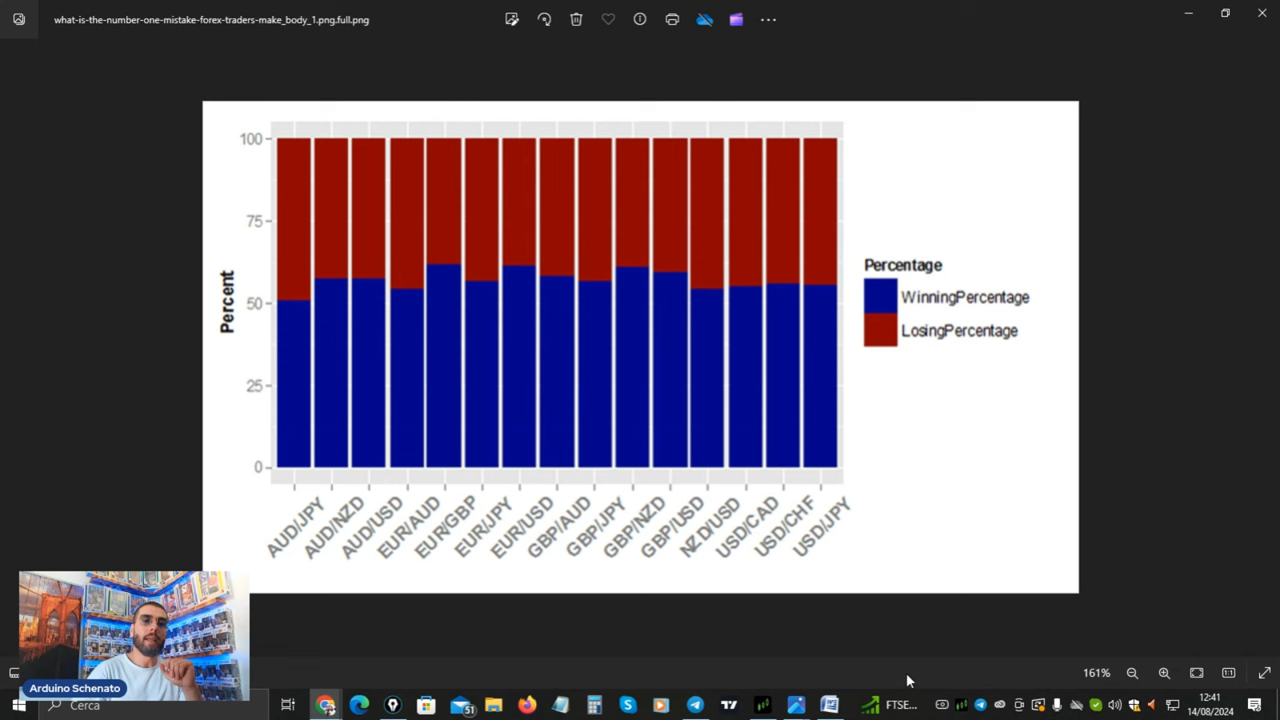 what-is-the-number-one-mistake-forex-traders-make_body_1.png.full.png
100
75
50
25
0
Percent
AUD/JPY
AUD/NZD
AUD/USD
EUR/AUD
EUR/GBP
EUR/JPY
EUR/USD
GBP/AUD
GBP/JPY
GBP/NZD
GBP/USD
NZD/USD
USD/CAD
USD/CHF
USD/JPY
Percentage
WinningPercentage
LosingPercentage
Arduino Schenato
161%
1:1
Cerca
51
FTSE...
12:41
14/08/2024